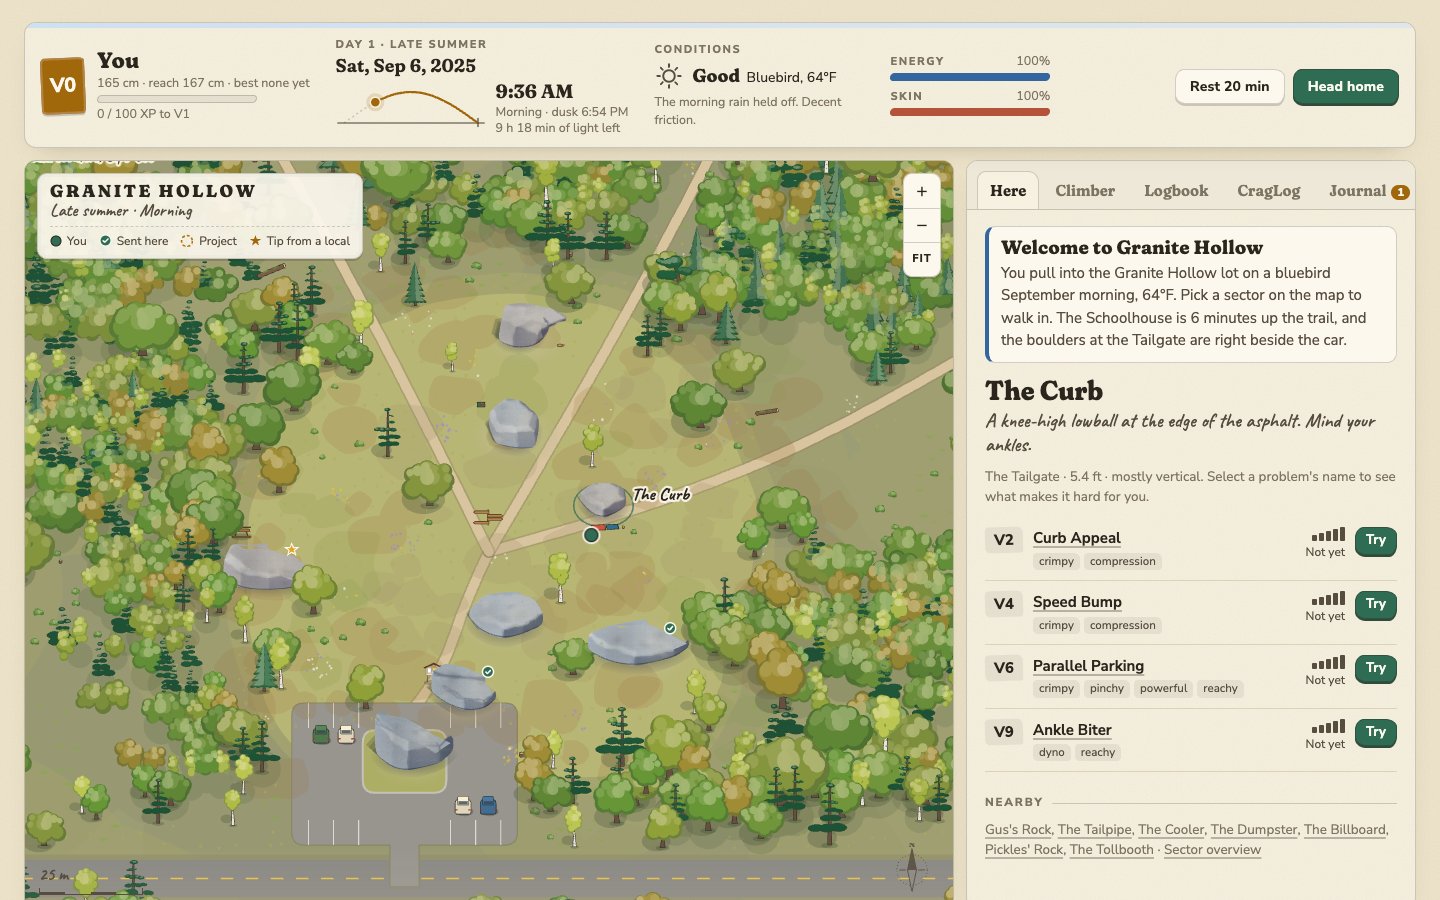 V0
You
165 cm · reach 167 cm · best none yet
0 / 100 XP to V1
DAY 1 · LATE SUMMER
Sat, Sep 6, 2025
9:36 AM
Morning · dusk 6:54 PM
9 h 18 min of light left
CONDITIONS
Good Bluebird, 64°F
The morning rain held off. Decent
friction.
ENERGY 100%
SKIN 100%
Rest 20 min
Head home
GRANITE HOLLOW
Late summer · Morning
You
Sent here
Project
Tip from a local
+
−
FIT
The Curb
25 m
N
Here
Climber
Logbook
CragLog
Journal 1
Welcome to Granite Hollow
You pull into the Granite Hollow lot on a bluebird
September morning, 64°F. Pick a sector on the map to
walk in. The Schoolhouse is 6 minutes up the trail, and
the boulders at the Tailgate are right beside the car.
The Curb
A knee-high lowball at the edge of the asphalt. Mind your
ankles.
The Tailgate · 5.4 ft · mostly vertical. Select a problem's name to see
what makes it hard for you.
V2 Curb Appeal Not yet Try
crimpy compression
V4 Speed Bump Not yet Try
crimpy compression
V6 Parallel Parking Not yet Try
crimpy pinchy powerful reachy
V9 Ankle Biter Not yet Try
dyno reachy
NEARBY
Gus's Rock, The Tailpipe, The Cooler, The Dumpster, The Billboard,
Pickles' Rock, The Tollbooth · Sector overview